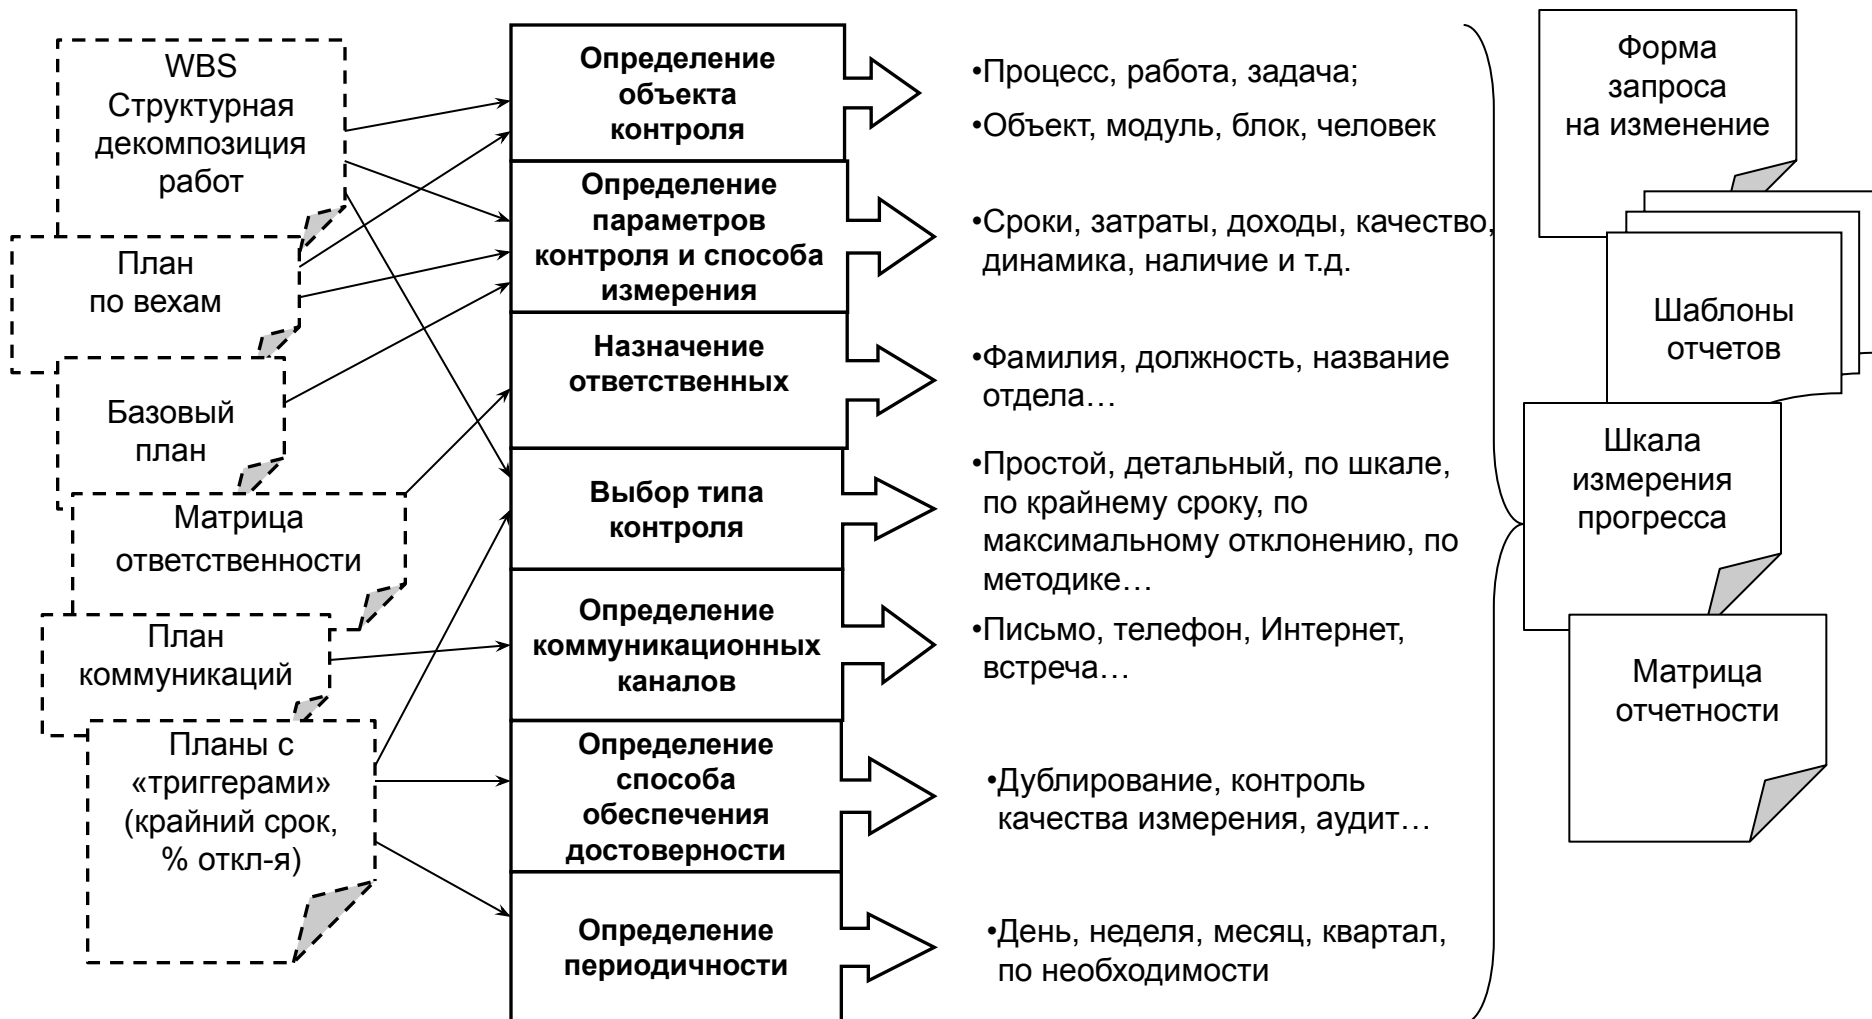 WBS
Структурная
декомпозиция
работ
План
по вехам
Базовый
план
Матрица
ответственности
План
коммуникаций
Планы с
«триггерами»
(крайний срок,
% откл-я)
Определение
объекта
контроля
Определение
параметров
контроля и способа
измерения
Назначение
ответственных
Выбор типа
контроля
Определение
коммуникационных
каналов
Определение
способа
обеспечения
достоверности
Определение
периодичности
•Процесс, работа, задача;
•Объект, модуль, блок, человек
•Сроки, затраты, доходы, качество,
динамика, наличие и т.д.
•Фамилия, должность, название
отдела…
•Простой, детальный, по шкале,
по крайнему сроку, по
максимальному отклонению, по
методике…
•Письмо, телефон, Интернет,
встреча…
•Дублирование, контроль
качества измерения, аудит…
•День, неделя, месяц, квартал,
по необходимости
Форма
запроса
на изменение
Шаблоны
отчетов
Шкала
измерения
прогресса
Матрица
отчетности